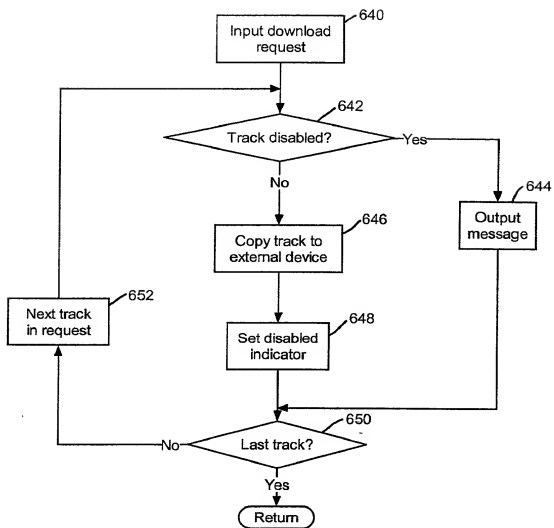 Input download
request
640
Track disabled?
642
Yes
No
Output
message
644
Copy track to
external device
646
Next track
in request
652
Set disabled
indicator
648
Last track?
650
No
Yes
Return